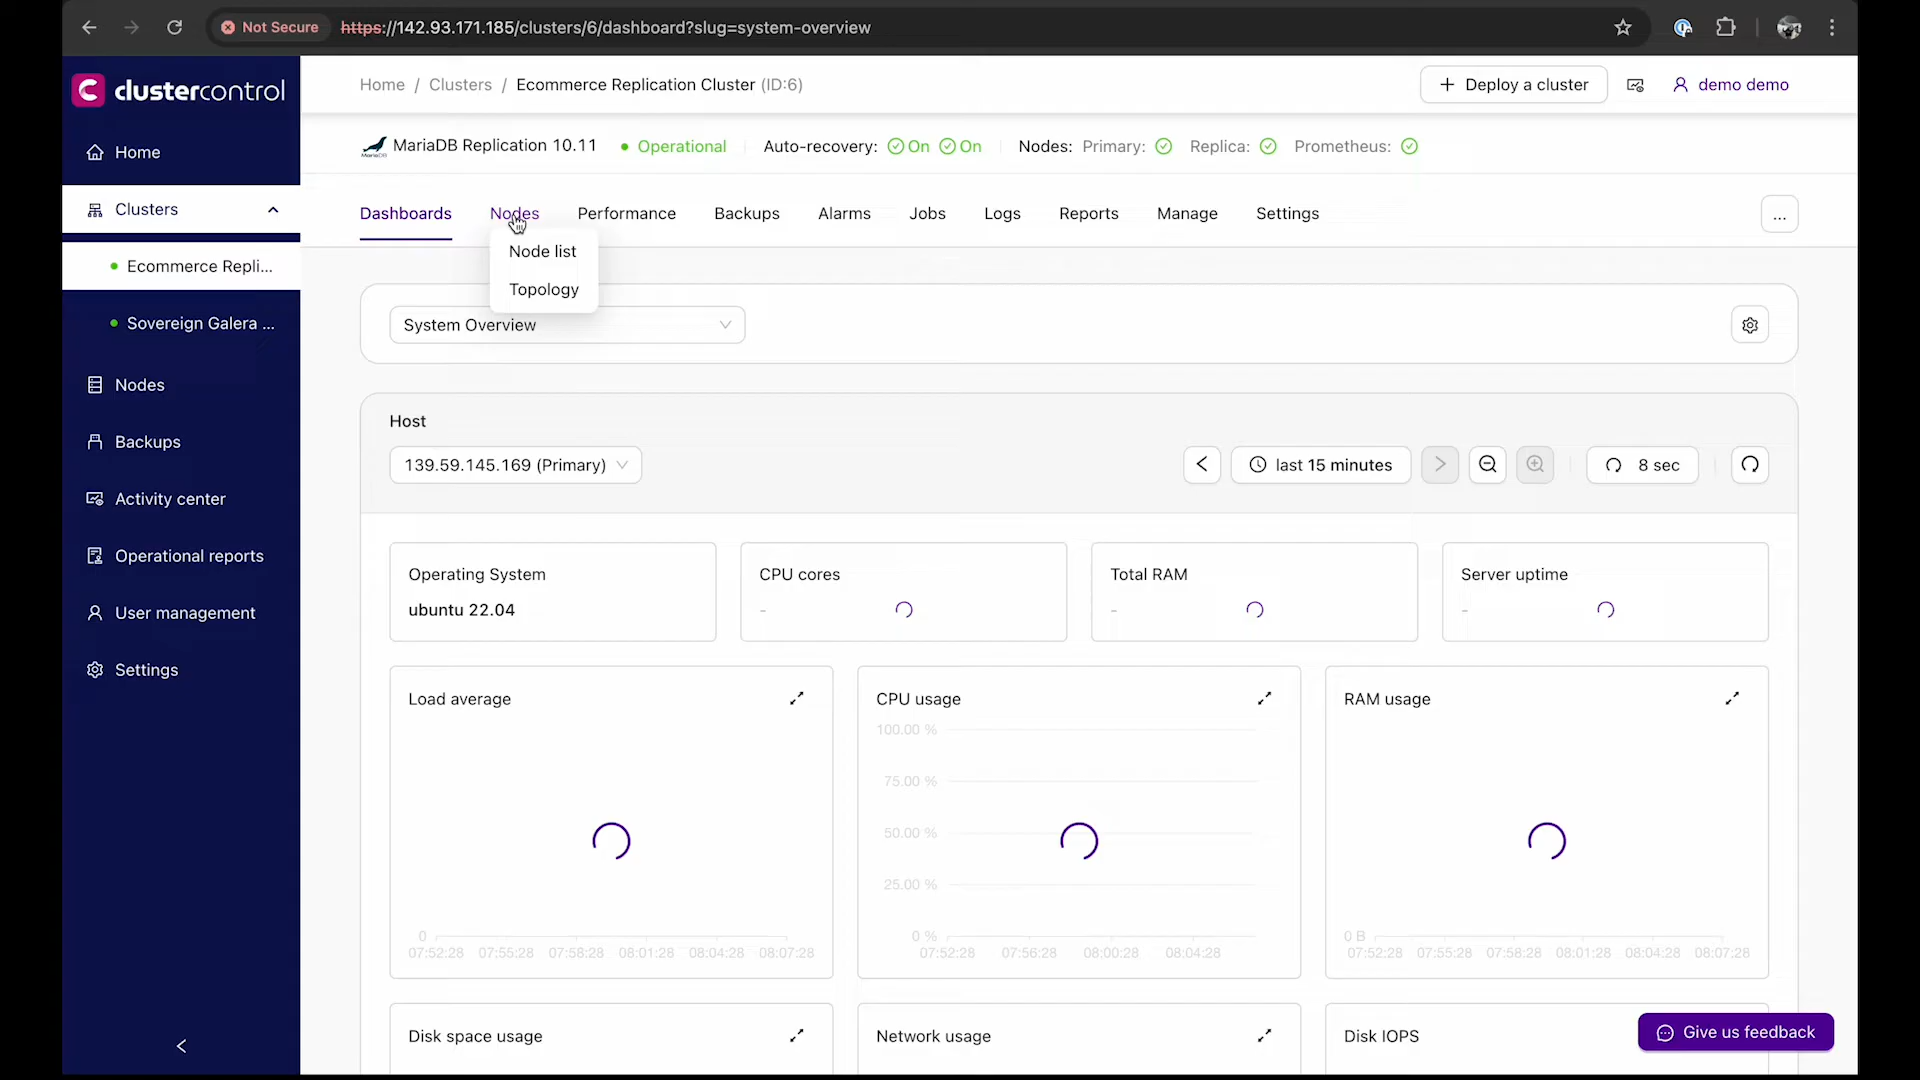 Not Secure https://142.93.171.185/clusters/6/dashboard?slug=system-overview
clustercontrol
Home / Clusters / Ecommerce Replication Cluster (ID:6)
+ Deploy a cluster
demo demo
MariaDB Replication 10.11
Operational
Auto-recovery: On On
Nodes: Primary: Replica: Prometheus:
Dashboards Nodes Performance Backups Alarms Jobs Logs Reports Manage Settings ...
Node list
Topology
Home
Clusters
Ecommerce Repli...
Sovereign Galera ...
Nodes
Backups
Activity center
Operational reports
User management
Settings
System Overview
Host
139.59.145.169 (Primary)
last 15 minutes
8 sec
Operating System
ubuntu 22.04
CPU cores
-
Total RAM
-
Server uptime
-
Load average
0
07:52:28 07:55:28 07:58:28 08:01:28 08:04:28 08:07:28
CPU usage
100.00 %
75.00 %
50.00 %
25.00 %
0 %
07:52:28 07:56:28 08:00:28 08:04:28
RAM usage
0 B
07:52:28 07:55:28 07:58:28 08:01:28 08:04:28 08:07:28
Disk space usage
Network usage
Disk IOPS
Give us feedback